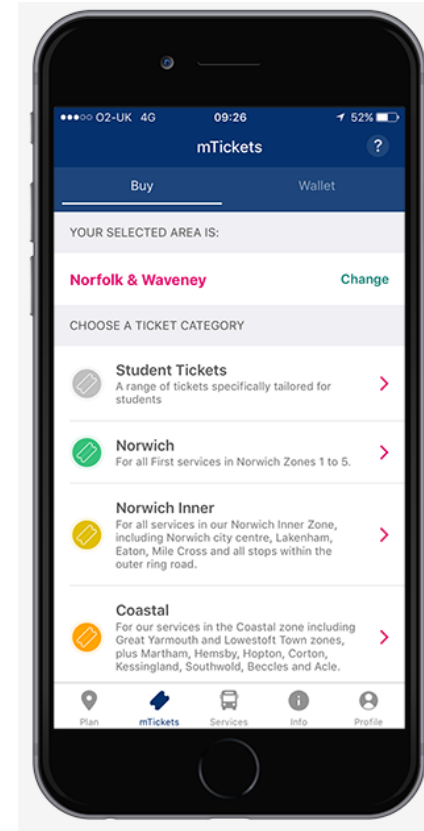 ●●●○○ O2-UK 4G 09:26 52%
mTickets ?
Buy Wallet
YOUR SELECTED AREA IS:
Norfolk & Waveney Change
CHOOSE A TICKET CATEGORY
Student Tickets
A range of tickets specifically tailored for
students
Norwich
For all First services in Norwich Zones 1 to 5.
Norwich Inner
For all services in our Norwich Inner Zone,
including Norwich city centre, Lakenham,
Eaton, Mile Cross and all stops within the
outer ring road.
Coastal
For our services in the Coastal zone including
Great Yarmouth and Lowestoft Town zones,
plus Martham, Hemsby, Hopton, Corton,
Kessingland, Southwold, Beccles and Acle.
Plan mTickets Services Info Profile